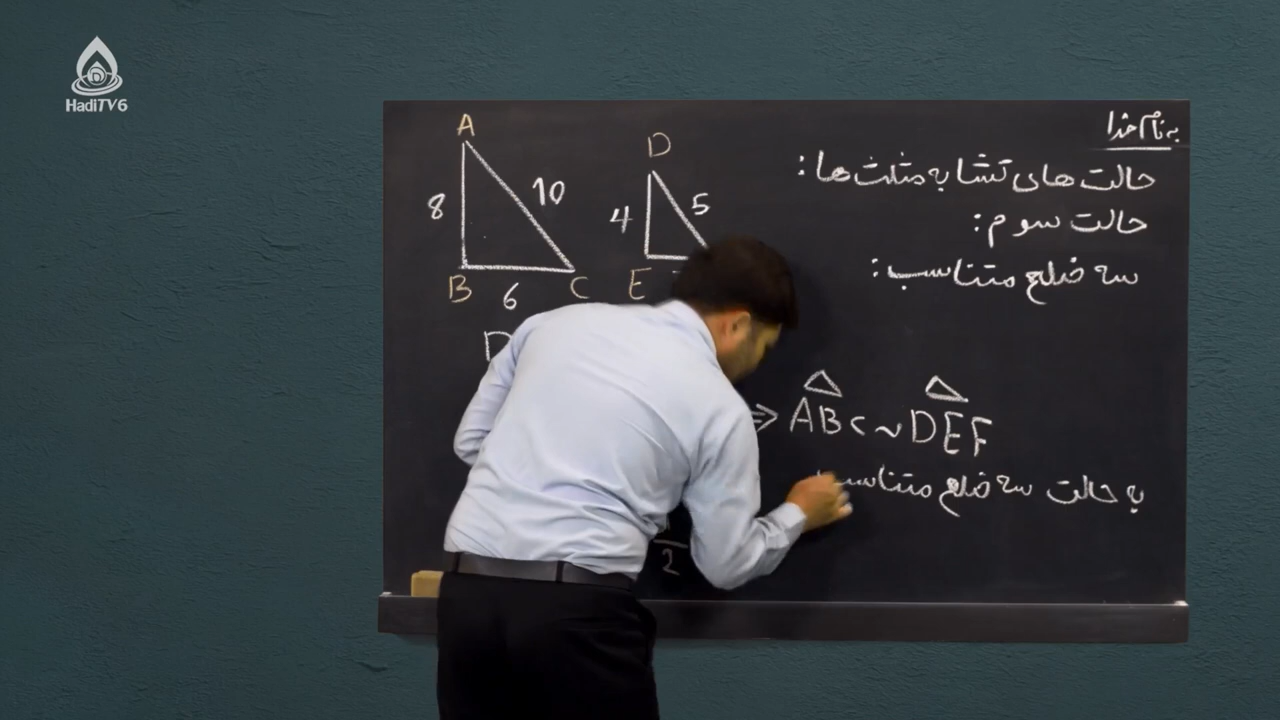 HadiTV6
به نام خدا
حالت های تشابه مثلث ها :
حالت سوم :
سه ضلع متناسب :
A
8
10
B
6
C
D
4
5
E
D
⇒ ABC ~ DEF
به حالت سه ضلع متناسب
2